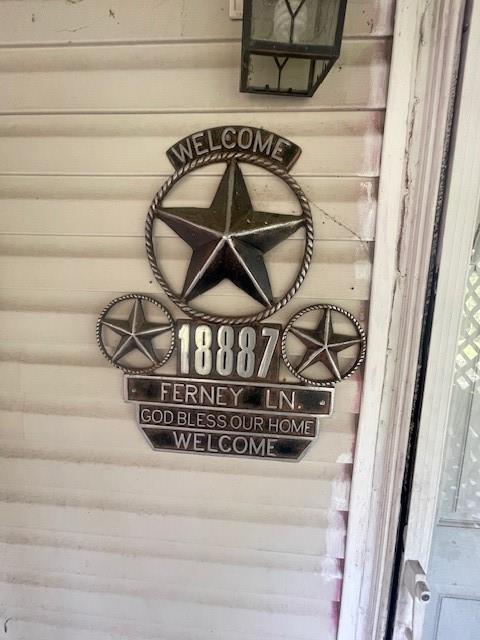 WELCOME
18887
FERNEY LN.
GOD BLESS OUR HOME
WELCOME